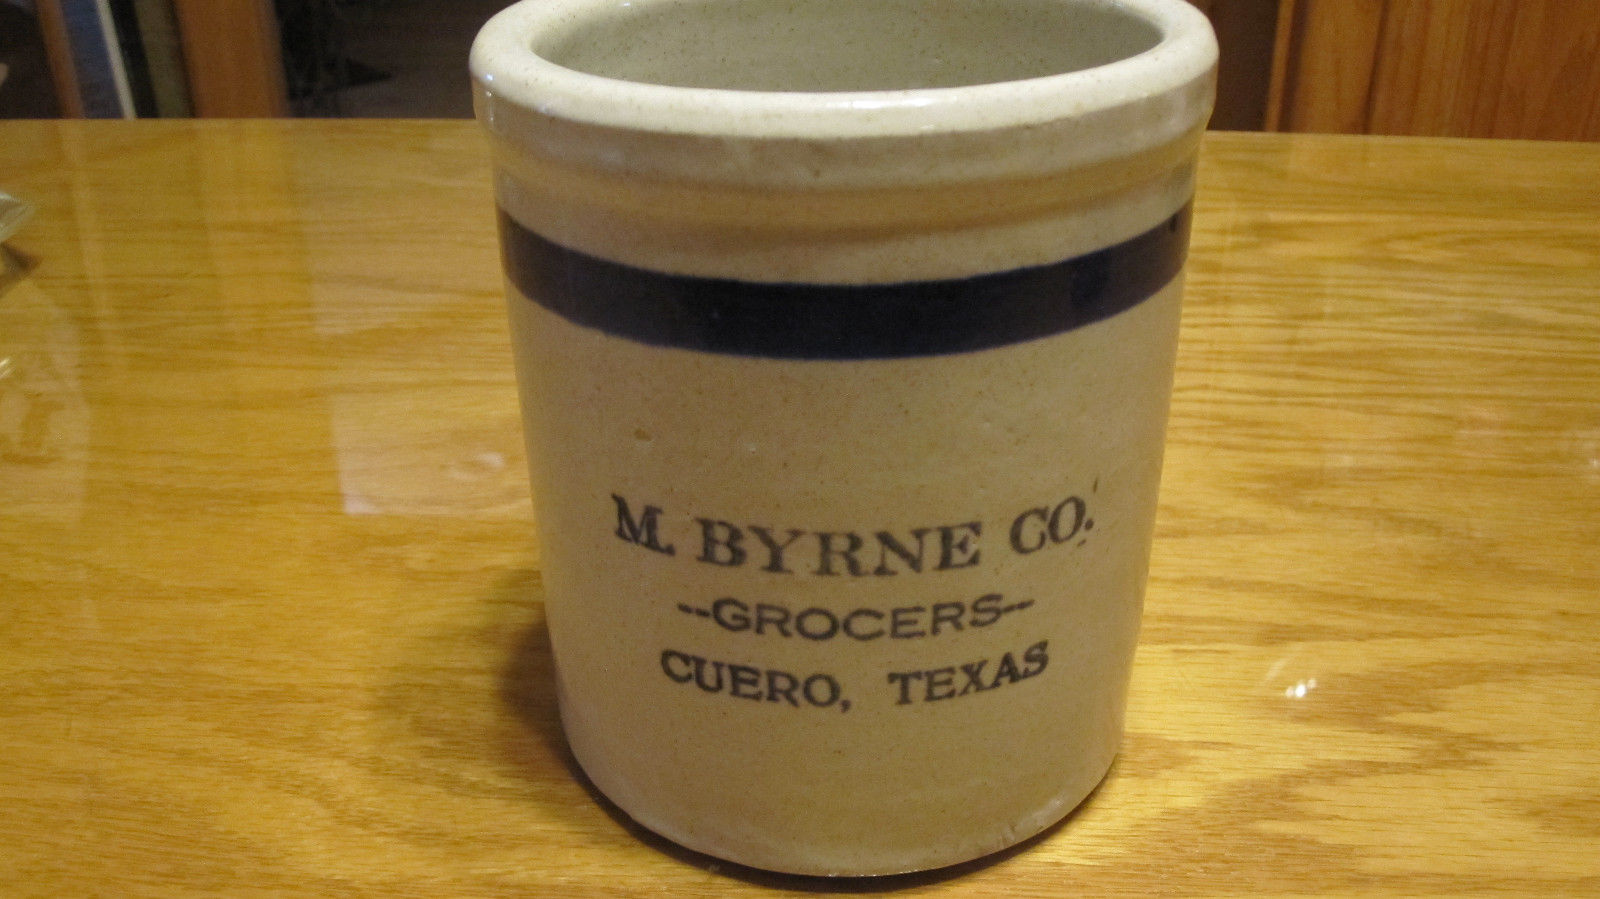 M. BYRNE CO.
--GROCERS--
CUERO, TEXAS